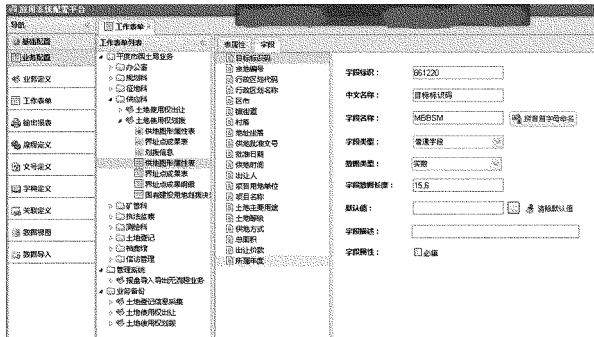 应用系统配置平台
导航
基础配置
业务配置
业务定义
工作表单
输出报表
流程定义
文号定义
字典定义
关联定义
数据视图
数据导入
工作表单
工作表单列表
平度市国土局业务
办公室
规划科
征地科
供应科
土地使用权出让
土地使用权划拨
供地图形属性表
界址点成果表
划拨信息
供地图形属性表
界址点成果表
界址点成果明细
国有建设用地划拨决
矿管科
执法监察
测绘科
土地登记
档案馆
信访管理
管理系统
报盘导入导出无流程业务
业务备份
土地登记信息采集
土地使用权出让
土地使用权划拨
表属性
字段
目标标识码
宗地编号
行政区划代码
行政区划名称
区市
镇街道
村落
地址坐落
供地批准文号
批准日期
供地时间
出让人
项目用地单位
项目名称
土地主要用途
土地等级
供地方式
总面积
出让价款
所属年度
字段标识: 661220
中文名称: 目标标识码
字段名称: MBBSM 拼音首字母命名
字段类型: 普通字段
数据类型: 实数
字段数据长度: 15,6
默认值: 清除默认值
字段描述:
字段属性: 必填